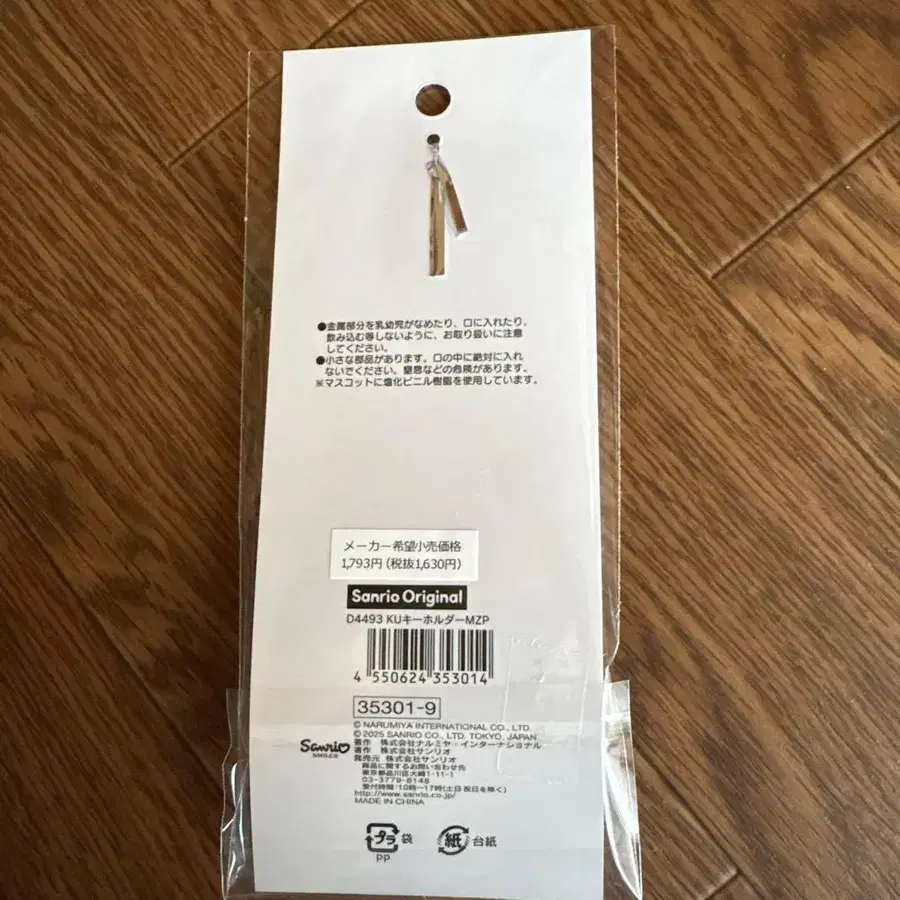 ●金属部分を乳幼児がなめたり、口に入れたり、
飲み込む等しないように、お取り扱いに注意
してください。
●小さな部品があります。口の中に絶対に入れ
ないでください。窒息などの危険があります。
※マスコットに塩化ビニル樹脂を使用しています。
メーカー希望小売価格
1,793円(税抜1,630円)
Sanrio Original
D4493 KUキーホルダーMZP
4 550624 353014
35301-9
© NARUMIYA INTERNATIONAL CO., LTD.
© 2025 SANRIO CO., LTD. TOKYO, JAPAN
著作 株式会社ナルミヤ・インターナショナル
著作 株式会社サンリオ
発売元 株式会社サンリオ
商品に関するお問い合わせ先
東京都品川区大崎1-11-1
03-3779-8148
受付時間:10時~17時(土日祝日を除く)
http://www.sanrio.co.jp/
MADE IN CHINA
Sanrio
SMILES
プラ 袋
PP
紙 台紙